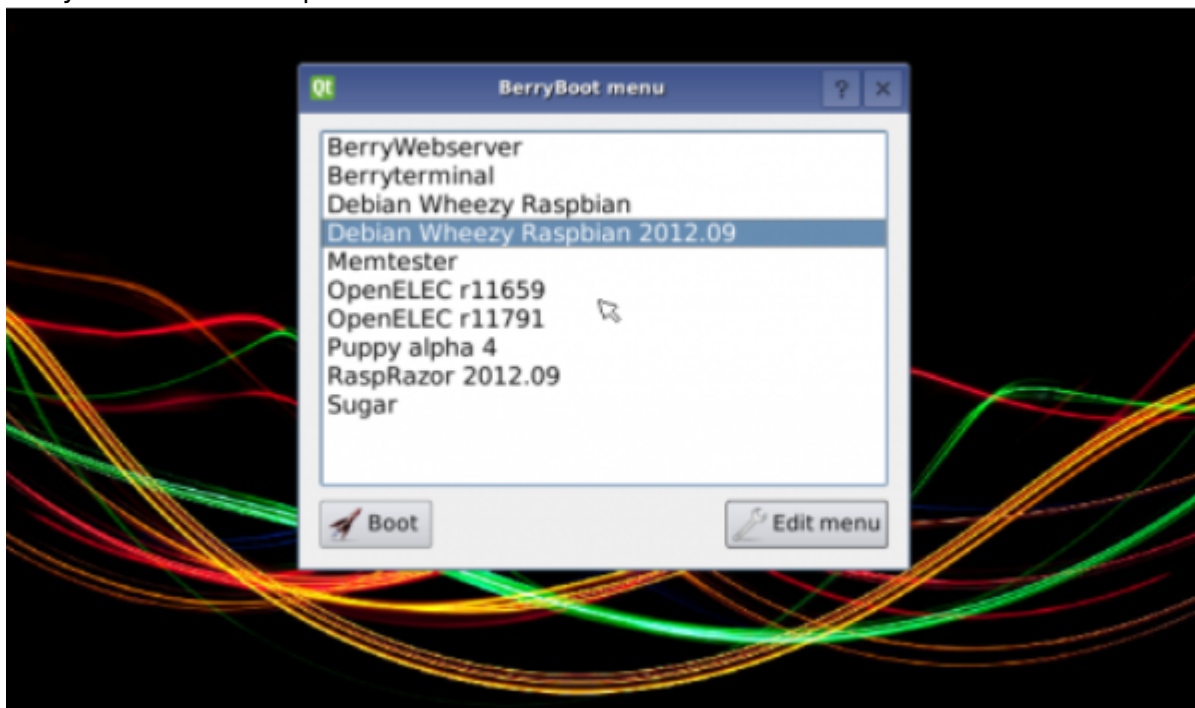 Qt BerryBoot menu ? ×
BerryWebserver
Berryterminal
Debian Wheezy Raspbian
Debian Wheezy Raspbian 2012.09
Memtester
OpenELEC r11659
OpenELEC r11791
Puppy alpha 4
RaspRazor 2012.09
Sugar
Boot
Edit menu